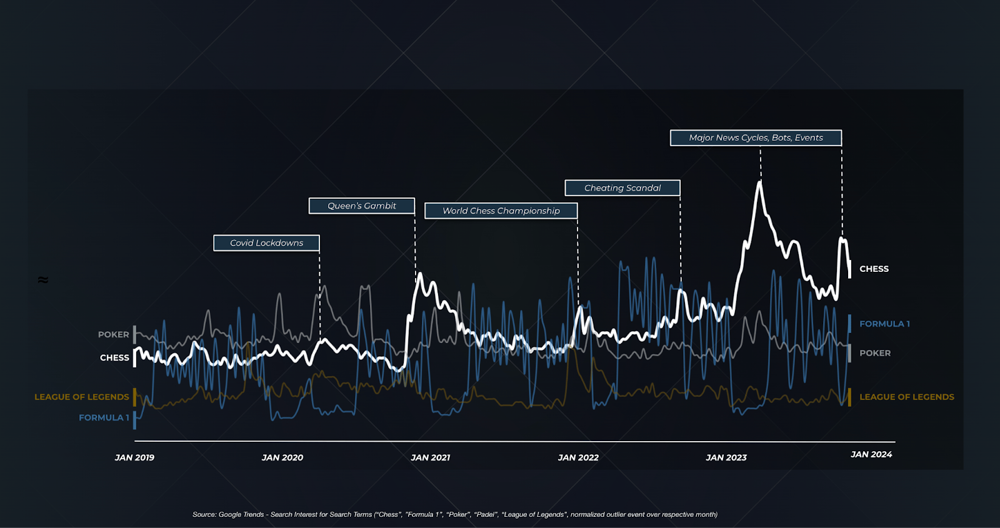 Major News Cycles, Bots, Events
Cheating Scandal
Queen's Gambit
World Chess Championship
Covid Lockdowns
≈
CHESS
FORMULA 1
POKER
POKER
CHESS
LEAGUE OF LEGENDS
LEAGUE OF LEGENDS
FORMULA 1
JAN 2019
JAN 2020
JAN 2021
JAN 2022
JAN 2023
JAN 2024
Source: Google Trends - Search Interest for Search Terms (“Chess”, ”Formula 1”, “Poker”, “Padel”, “League of Legends”, normalized outlier event over respective month)